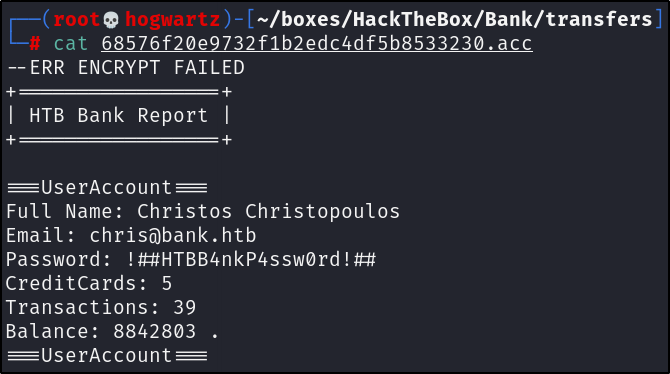 ┌──(root💀hogwartz)-[~/boxes/HackTheBox/Bank/transfers]
└─# cat 68576f20e9732f1b2edc4df5b8533230.acc
--ERR ENCRYPT FAILED
+=================+
| HTB Bank Report |
+=================+

===UserAccount===
Full Name: Christos Christopoulos
Email: chris@bank.htb
Password: !##HTBB4nkP4ssw0rd!##
CreditCards: 5
Transactions: 39
Balance: 8842803 .
===UserAccount===